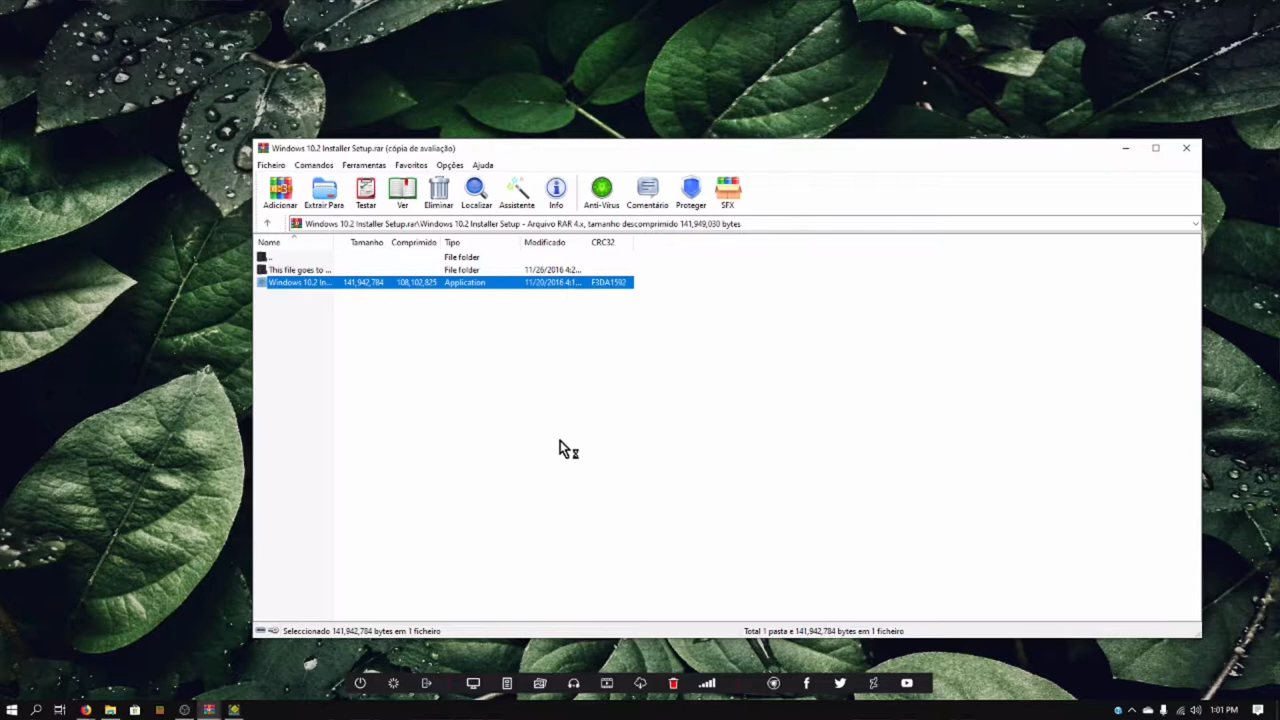 Windows 10.2 Installer Setup.rar (cópia de avaliação)
Ficheiro Comandos Ferramentas Favoritos Opções Ajuda
Adicionar Extrair Para Testar Ver Eliminar Localizar Assistente Info Anti-Vírus Comentário Proteger SFX
Windows 10.2 Installer Setup.rar\Windows 10.2 Installer Setup - Arquivo RAR 4.x, tamanho descomprimido 141,949,030 bytes
Nome Tamanho Comprimido Tipo Modificado CRC32
.. File folder
This file goes to ... File folder 11/26/2016 4:2...
Windows 10.2 In... 141,942,784 108,102,825 Application 11/20/2016 4:1... F3DA1592
Seleccionado 141,942,784 bytes em 1 ficheiro Total 1 pasta e 141,942,784 bytes em 1 ficheiro
1:01 PM